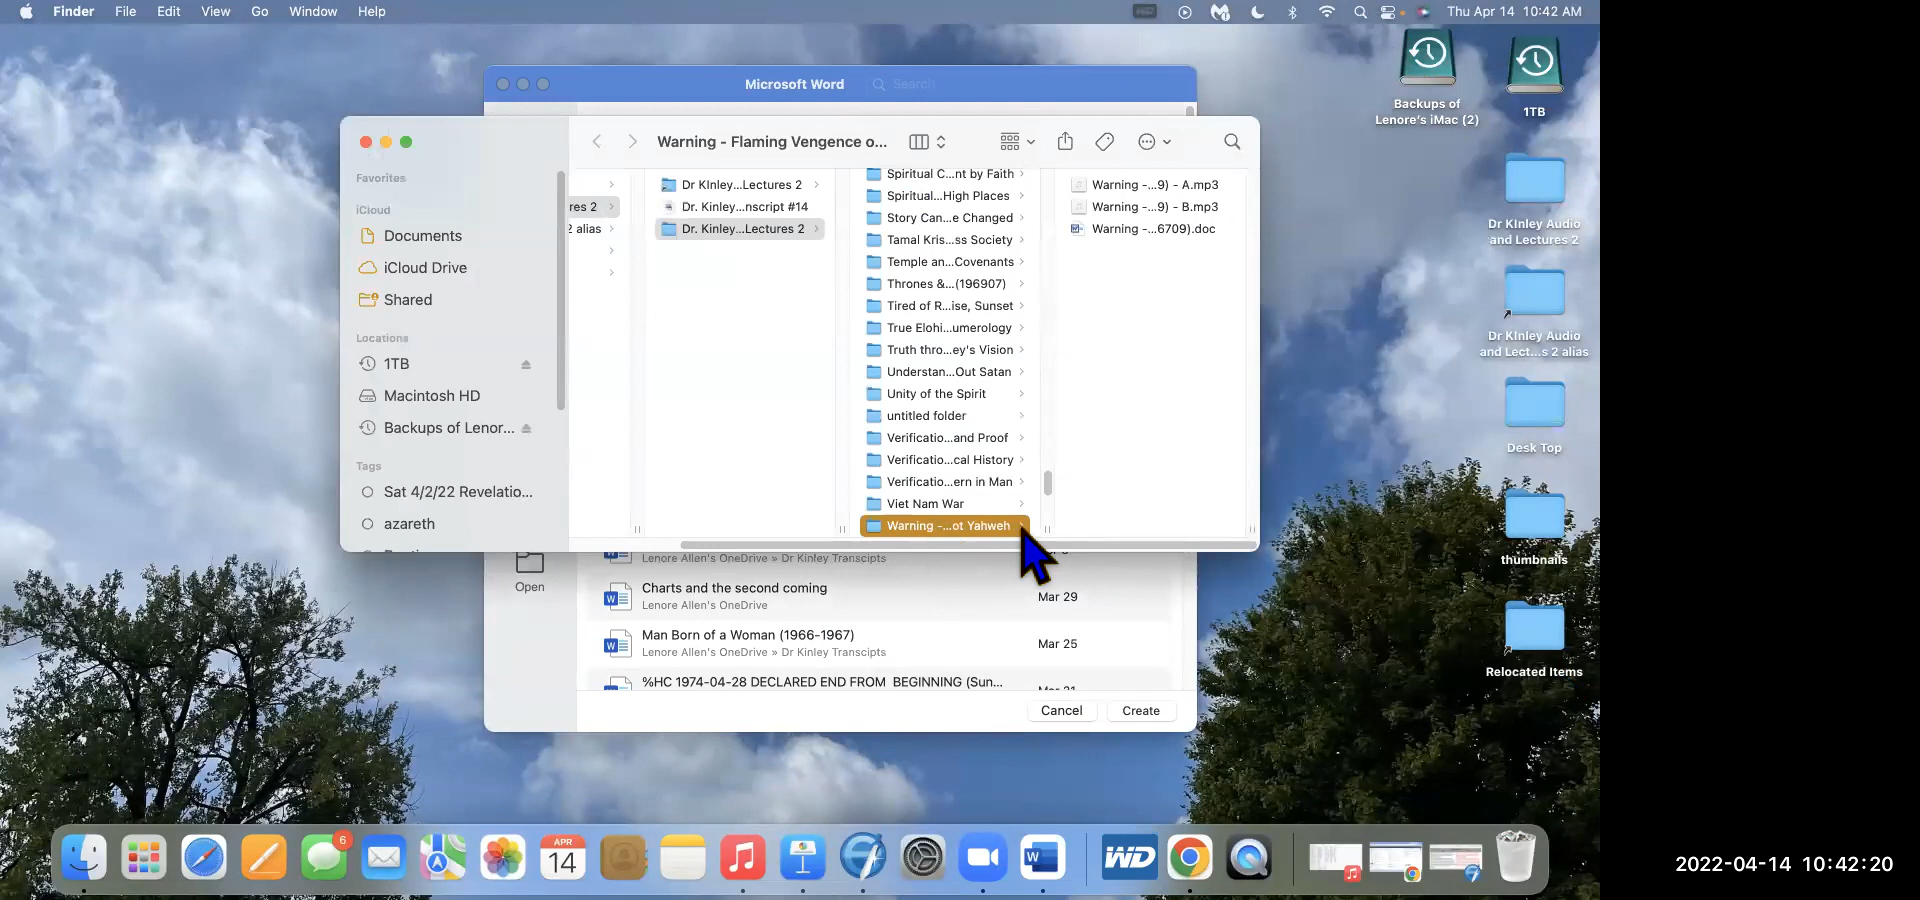 Finder File Edit View Go Window Help
Thu Apr 14 10:42 AM
Microsoft Word
Search
Backups of
Lenore's iMac (2)
1TB
Dr KInley Audio
and Lectures 2
Dr KInley Audio
and Lect...s 2 alias
Desk Top
thumbnails
Relocated Items
Warning - Flaming Vengence o...
Favorites
iCloud
Documents
iCloud Drive
Shared
Locations
1TB
Macintosh HD
Backups of Lenor...
Tags
Sat 4/2/22 Revelatio...
azareth
res 2
2 alias
Dr KInley...Lectures 2
Dr. Kinley...nscript #14
Dr. Kinley...Lectures 2
Spiritual C...nt by Faith
Spiritual...High Places
Story Can...e Changed
Tamal Kris...ss Society
Temple an...Covenants
Thrones &...(196907)
Tired of R...ise, Sunset
True Elohi...umerology
Truth thro...ey's Vision
Understan...Out Satan
Unity of the Spirit
untitled folder
Verificatio...and Proof
Verificatio...cal History
Verificatio...ern in Man
Viet Nam War
Warning -...ot Yahweh
Warning -...9) - A.mp3
Warning -...9) - B.mp3
Warning -...6709).doc
Open
Lenore Allen's OneDrive » Dr Kinley Transcipts
Charts and the second coming
Lenore Allen's OneDrive
Mar 29
Man Born of a Woman (1966-1967)
Lenore Allen's OneDrive » Dr Kinley Transcipts
Mar 25
%HC 1974-04-28 DECLARED END FROM BEGINNING (Sun...
Cancel
Create
6
APR
14
WD
2022-04-14 10:42:20